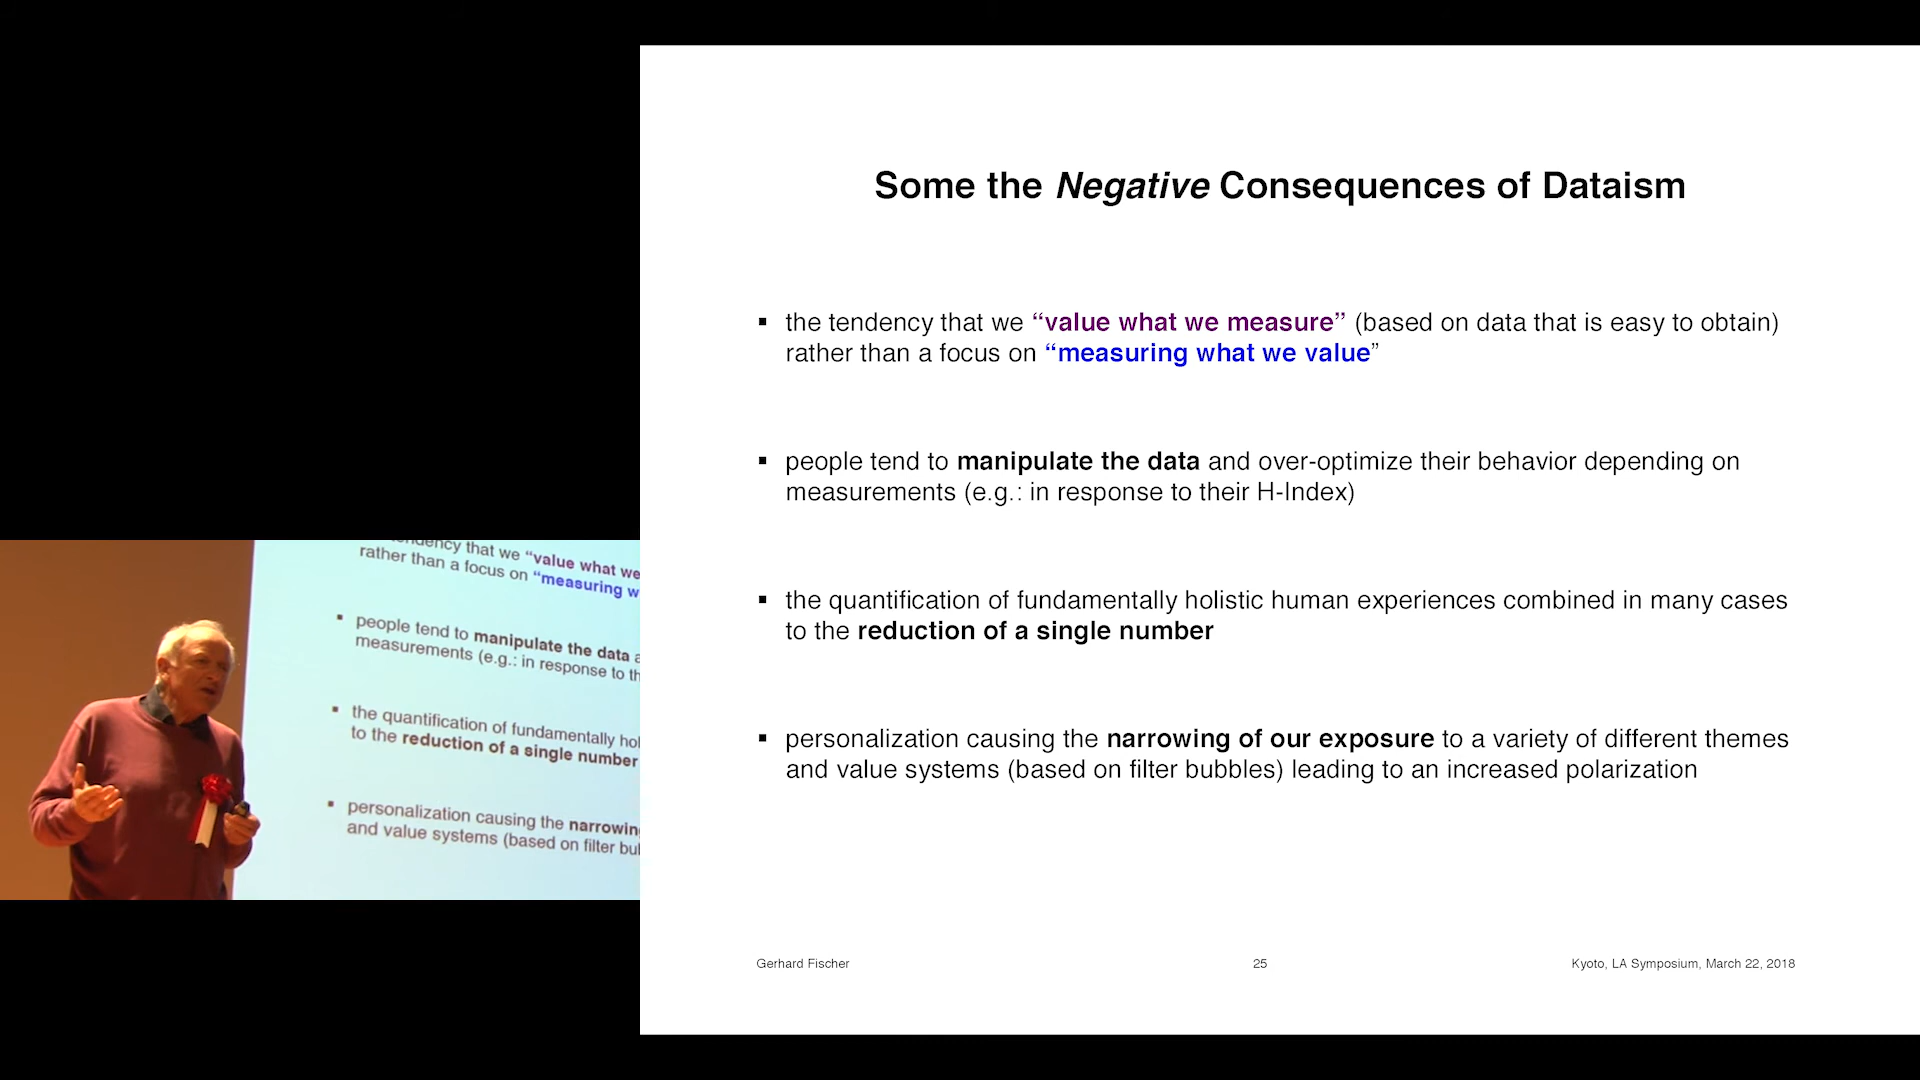 Some the Negative Consequences of Dataism
▪ the tendency that we “value what we measure” (based on data that is easy to obtain)
rather than a focus on “measuring what we value”
▪ people tend to manipulate the data and over-optimize their behavior depending on
measurements (e.g.: in response to their H-Index)
▪ the quantification of fundamentally holistic human experiences combined in many cases
to the reduction of a single number
▪ personalization causing the narrowing of our exposure to a variety of different themes
and value systems (based on filter bubbles) leading to an increased polarization
Gerhard Fischer
25
Kyoto, LA Symposium, March 22, 2018
that we “value what we
rather than a focus on “measuring
▪ people tend to manipulate the data
measurements (e.g.: in response to
▪ the quantification of fundamentally
to the reduction of a single number
▪ personalization causing the
and value systems (based on filter